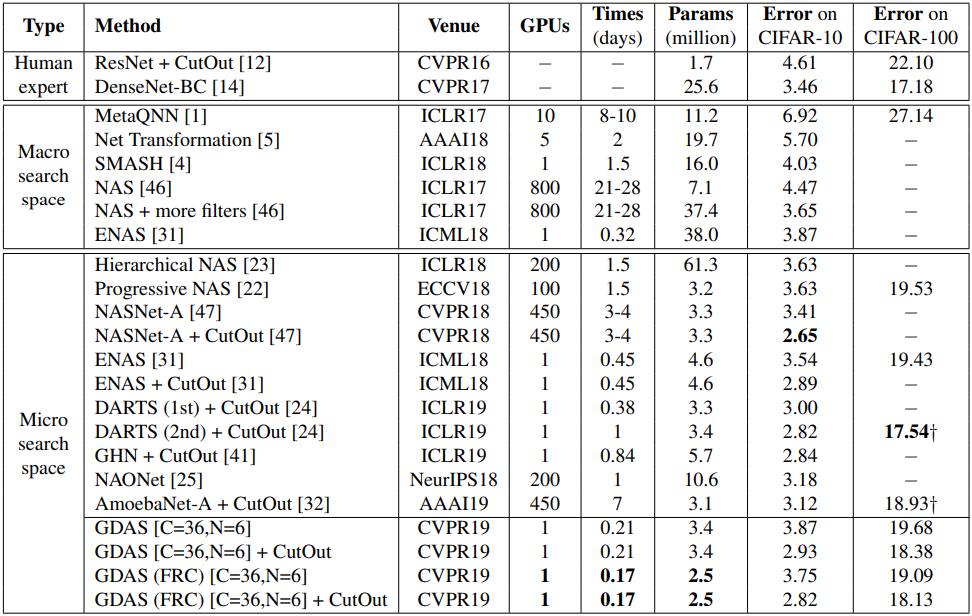 Type Method Venue GPUs Times (days) Params (million) Error on CIFAR-10 Error on CIFAR-100
Human expert
ResNet + CutOut [12] CVPR16 − − 1.7 4.61 22.10
DenseNet-BC [14] CVPR17 − − 25.6 3.46 17.18
Macro search space
MetaQNN [1] ICLR17 10 8-10 11.2 6.92 27.14
Net Transformation [5] AAAI18 5 2 19.7 5.70 −
SMASH [4] ICLR18 1 1.5 16.0 4.03 −
NAS [46] ICLR17 800 21-28 7.1 4.47 −
NAS + more filters [46] ICLR17 800 21-28 37.4 3.65 −
ENAS [31] ICML18 1 0.32 38.0 3.87 −
Micro search space
Hierarchical NAS [23] ICLR18 200 1.5 61.3 3.63 −
Progressive NAS [22] ECCV18 100 1.5 3.2 3.63 19.53
NASNet-A [47] CVPR18 450 3-4 3.3 3.41 −
NASNet-A + CutOut [47] CVPR18 450 3-4 3.3 2.65 −
ENAS [31] ICML18 1 0.45 4.6 3.54 19.43
ENAS + CutOut [31] ICML18 1 0.45 4.6 2.89 −
DARTS (1st) + CutOut [24] ICLR19 1 0.38 3.3 3.00 −
DARTS (2nd) + CutOut [24] ICLR19 1 1 3.4 2.82 17.54†
GHN + CutOut [41] ICLR19 1 0.84 5.7 2.84 −
NAONet [25] NeurIPS18 200 1 10.6 3.18 −
AmoebaNet-A + CutOut [32] AAAI19 450 7 3.1 3.12 18.93†
GDAS [C=36,N=6] CVPR19 1 0.21 3.4 3.87 19.68
GDAS [C=36,N=6] + CutOut CVPR19 1 0.21 3.4 2.93 18.38
GDAS (FRC) [C=36,N=6] CVPR19 1 0.17 2.5 3.75 19.09
GDAS (FRC) [C=36,N=6] + CutOut CVPR19 1 0.17 2.5 2.82 18.13